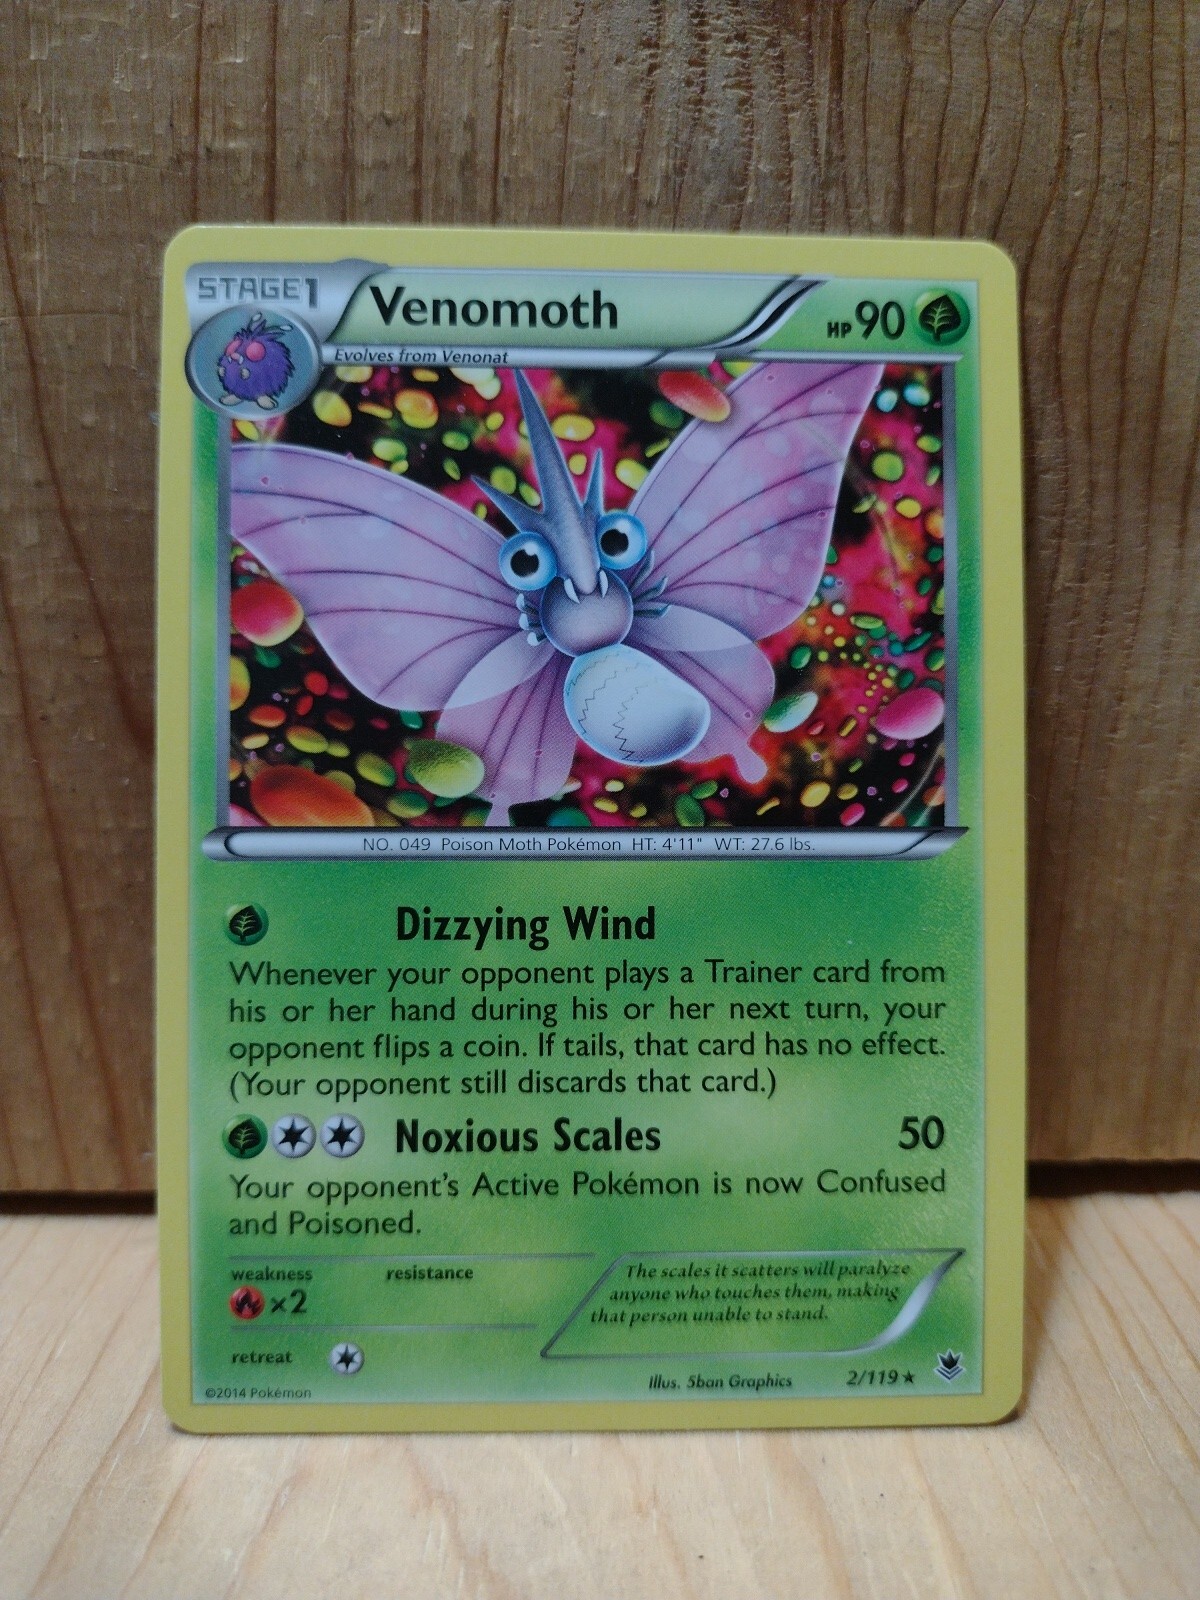 STAGE1
Venomoth
HP 90
Evolves from Venonat
NO. 049 Poison Moth Pokémon HT: 4'11" WT: 27.6 lbs.
Dizzying Wind
Whenever your opponent plays a Trainer card from
his or her hand during his or her next turn, your
opponent flips a coin. If tails, that card has no effect.
(Your opponent still discards that card.)
Noxious Scales 50
Your opponent's Active Pokémon is now Confused
and Poisoned.
weakness resistance
×2
retreat
The scales it scatters will paralyze
anyone who touches them, making
that person unable to stand.
Illus. 5ban Graphics 2/119★
©2014 Pokémon